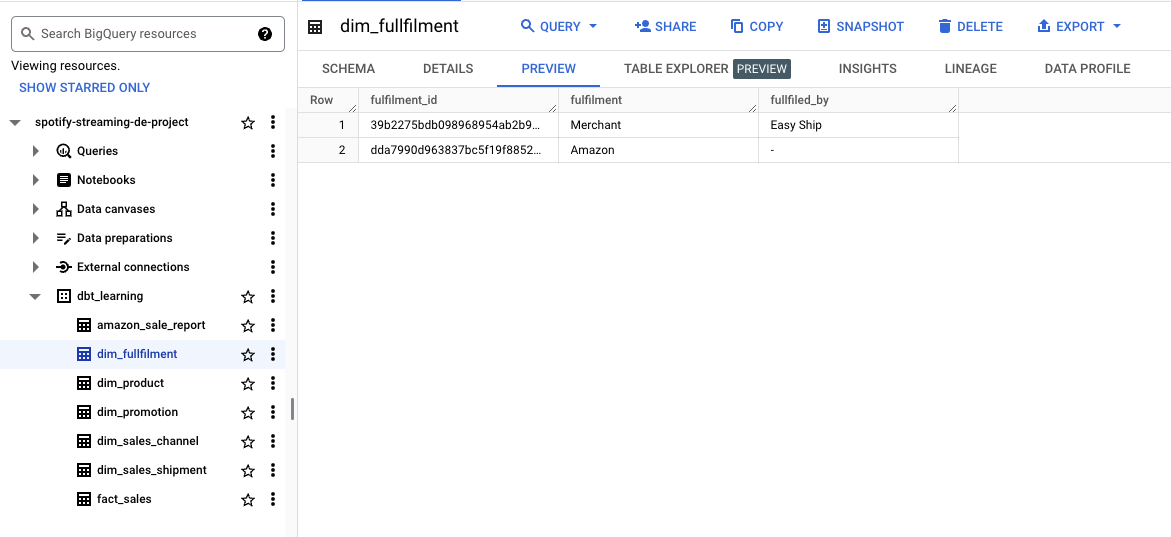 Search BigQuery resources
Viewing resources.
SHOW STARRED ONLY
spotify-streaming-de-project
Queries
Notebooks
Data canvases
Data preparations
External connections
dbt_learning
amazon_sale_report
dim_fullfilment
dim_product
dim_promotion
dim_sales_channel
dim_sales_shipment
fact_sales
dim_fullfilment QUERY SHARE COPY SNAPSHOT DELETE EXPORT
SCHEMA DETAILS PREVIEW TABLE EXPLORER PREVIEW INSIGHTS LINEAGE DATA PROFILE
Row fulfilment_id fulfilment fullfiled_by
1 39b2275bdb098968954ab2b9... Merchant Easy Ship
2 dda7990d963837bc5f19f8852... Amazon -